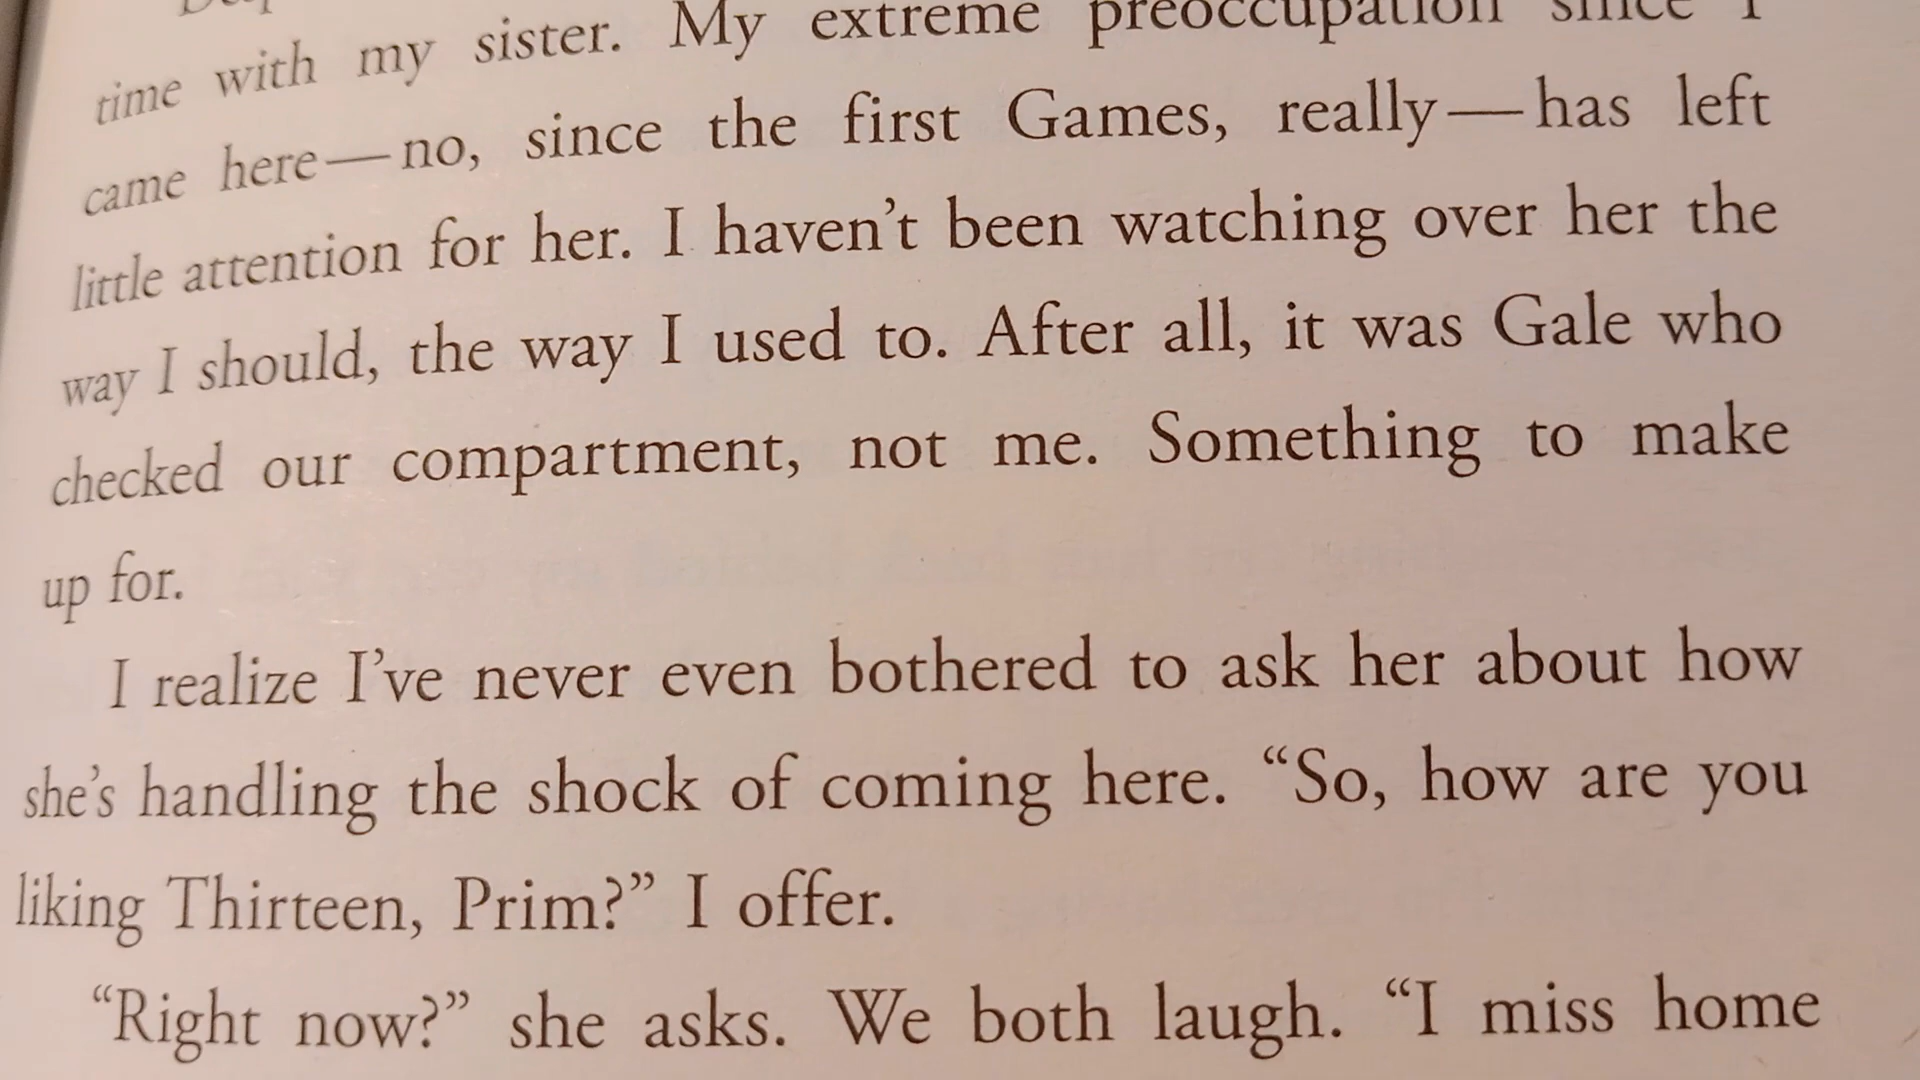 time with my sister. My extreme preoccupation since I
came here—no, since the first Games, really—has left
little attention for her. I haven't been watching over her the
way I should, the way I used to. After all, it was Gale who
checked our compartment, not me. Something to make
up for.
I realize I've never even bothered to ask her about how
she's handling the shock of coming here. “So, how are you
liking Thirteen, Prim?” I offer.
“Right now?” she asks. We both laugh. “I miss home